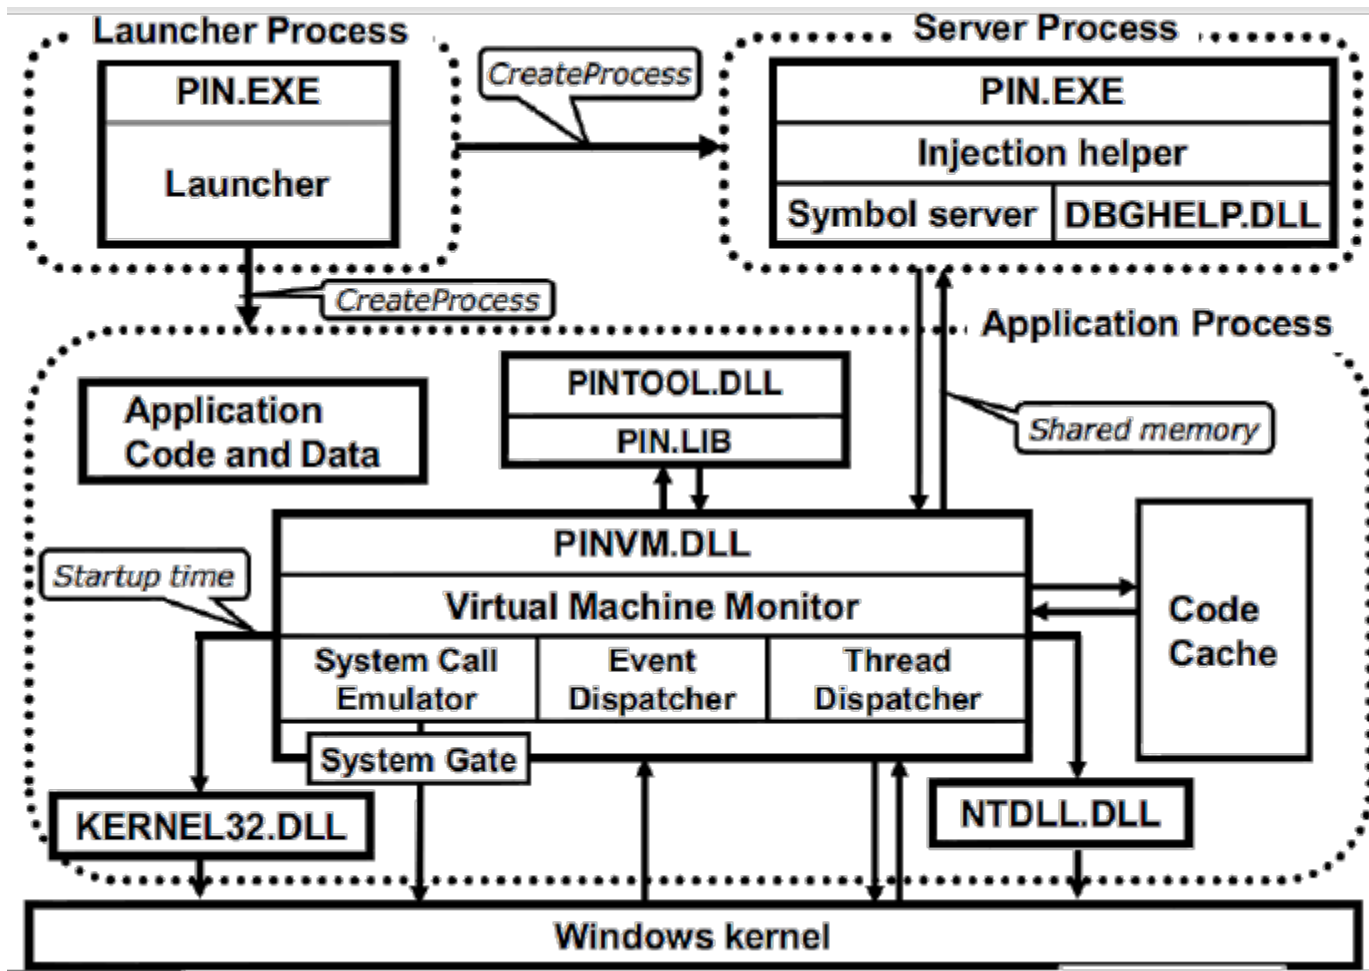 Launcher Process
Server Process
PIN.EXE
Launcher
CreateProcess
PIN.EXE
Injection helper
Symbol server
DBGHELP.DLL
CreateProcess
Application Process
Application
Code and Data
PINTOOL.DLL
PIN.LIB
Shared memory
PINVM.DLL
Startup time
Virtual Machine Monitor
Code
Cache
System Call
Emulator
Event
Dispatcher
Thread
Dispatcher
System Gate
KERNEL32.DLL
NTDLL.DLL
Windows kernel